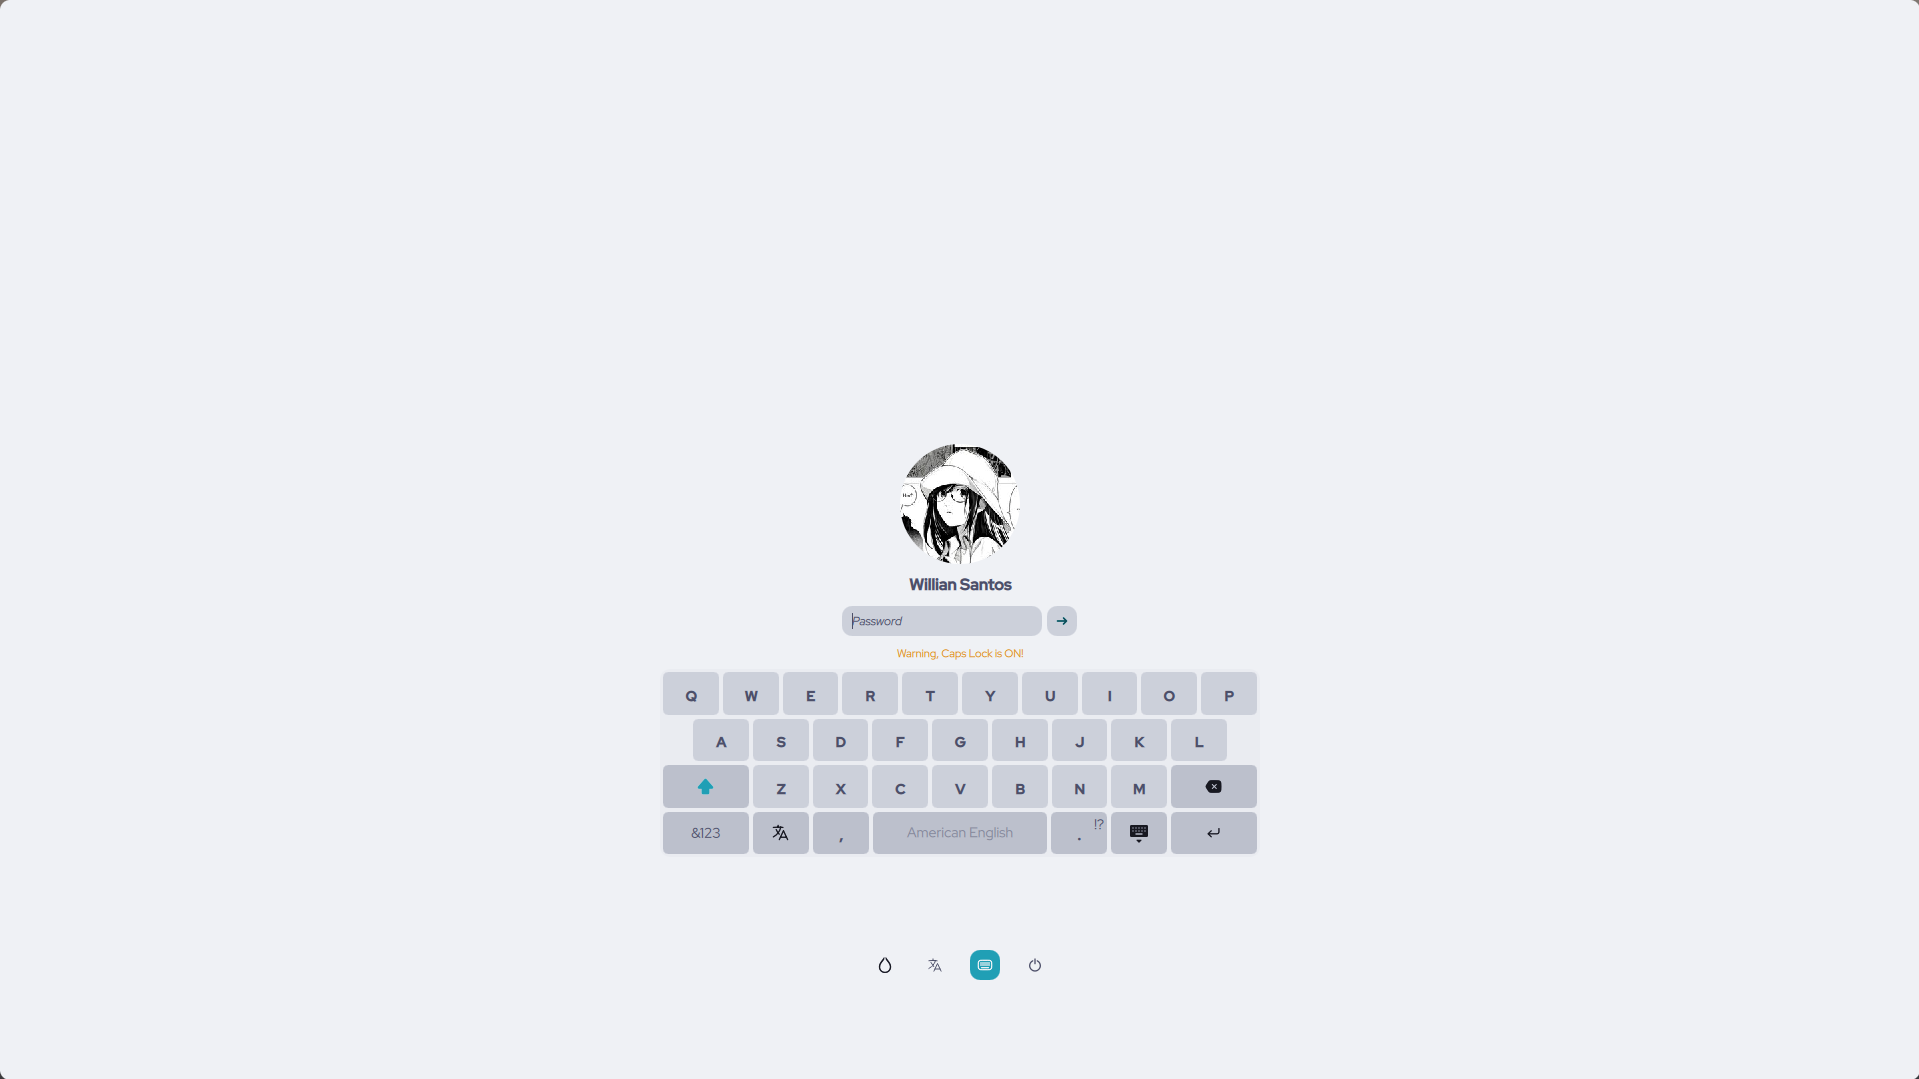 Willian Santos
Password
Warning, Caps Lock is ON!
Q W E R T Y U I O P
A S D F G H J K L
Z X C V B N M
&123 , American English . !?